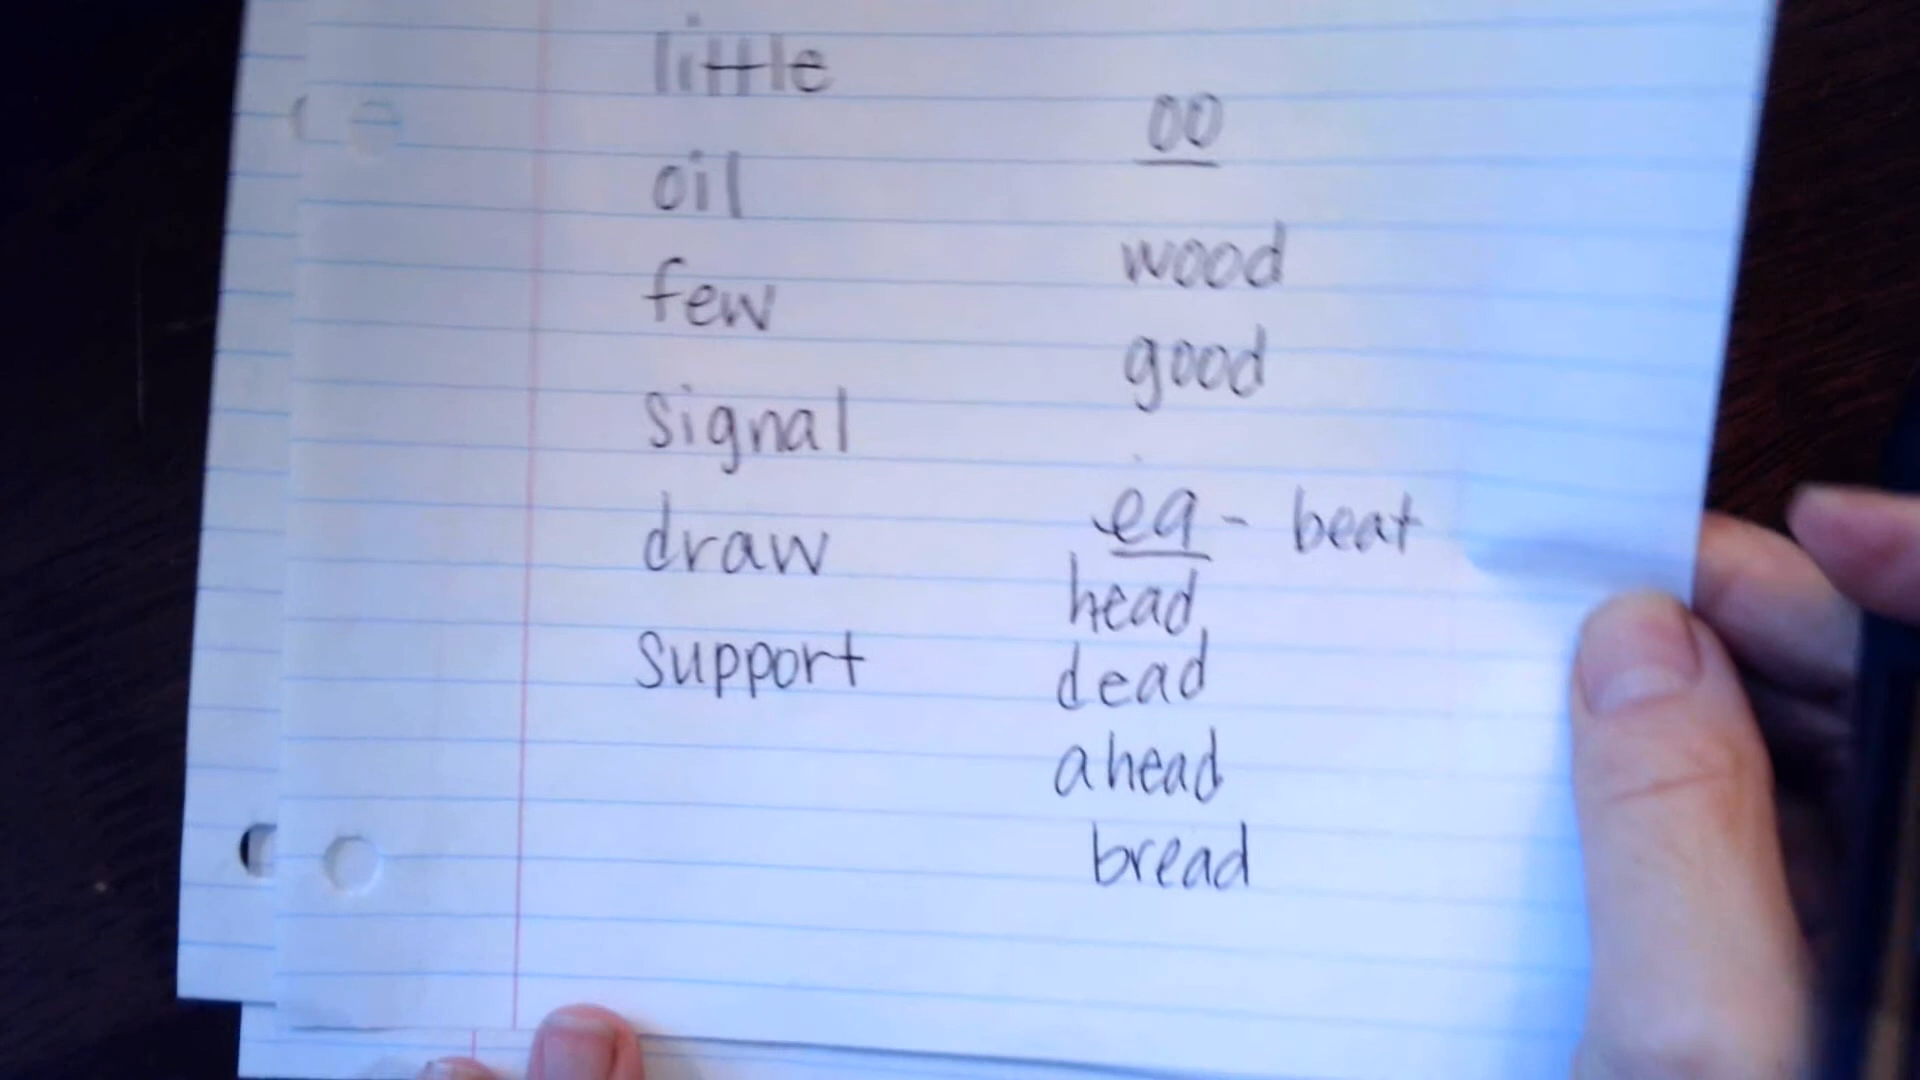 little
oil
few
signal
draw
support
oo
wood
good
ea - beat
head
dead
ahead
bread